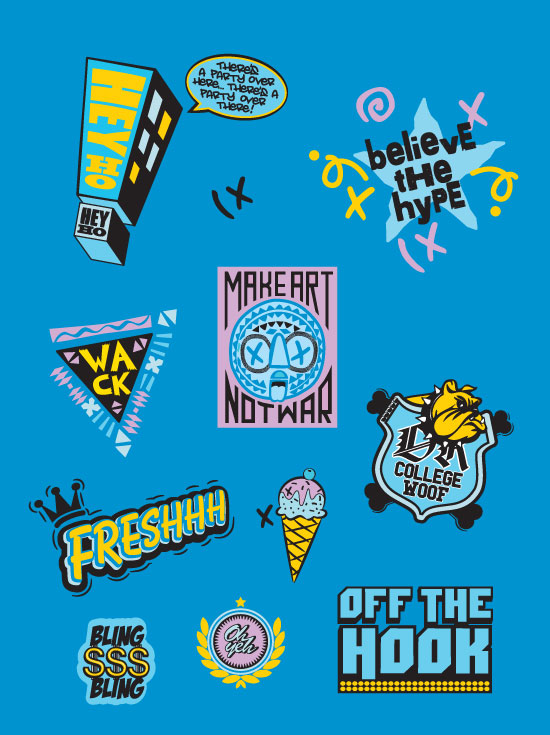 HEY
HO
HEY
HO
THERE'S
A PARTY OVER
HERE... THERE'S A
PARTY OVER
THERE!
believE
tHe
hyPE
MAKE ART
NOT WAR
WA
CK
COLLEGE
WOOF
FRESHHH
BLING
$$$
BLING
Oh
yeh
OFF THE
HOOK